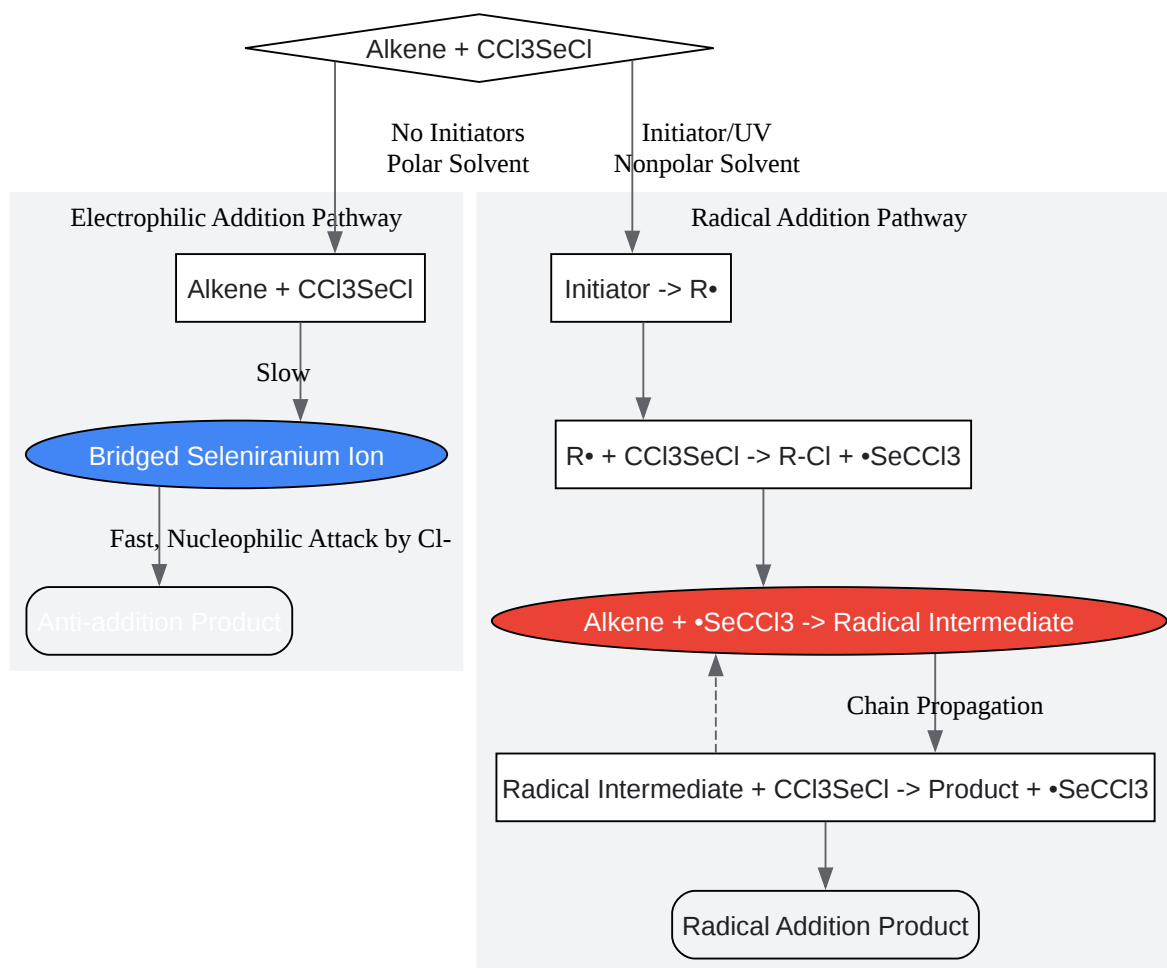 Alkene + CCl3SeCl
No Initiators
Polar Solvent
Initiator/UV
Nonpolar Solvent
Electrophilic Addition Pathway
Alkene + CCl3SeCl
Slow
Bridged Seleniranium Ion
Fast, Nucleophilic Attack by Cl-
Anti-addition Product
Radical Addition Pathway
Initiator -> R•
R• + CCl3SeCl -> R-Cl + •SeCCl3
Alkene + •SeCCl3 -> Radical Intermediate
Chain Propagation
Radical Intermediate + CCl3SeCl -> Product + •SeCCl3
Radical Addition Product